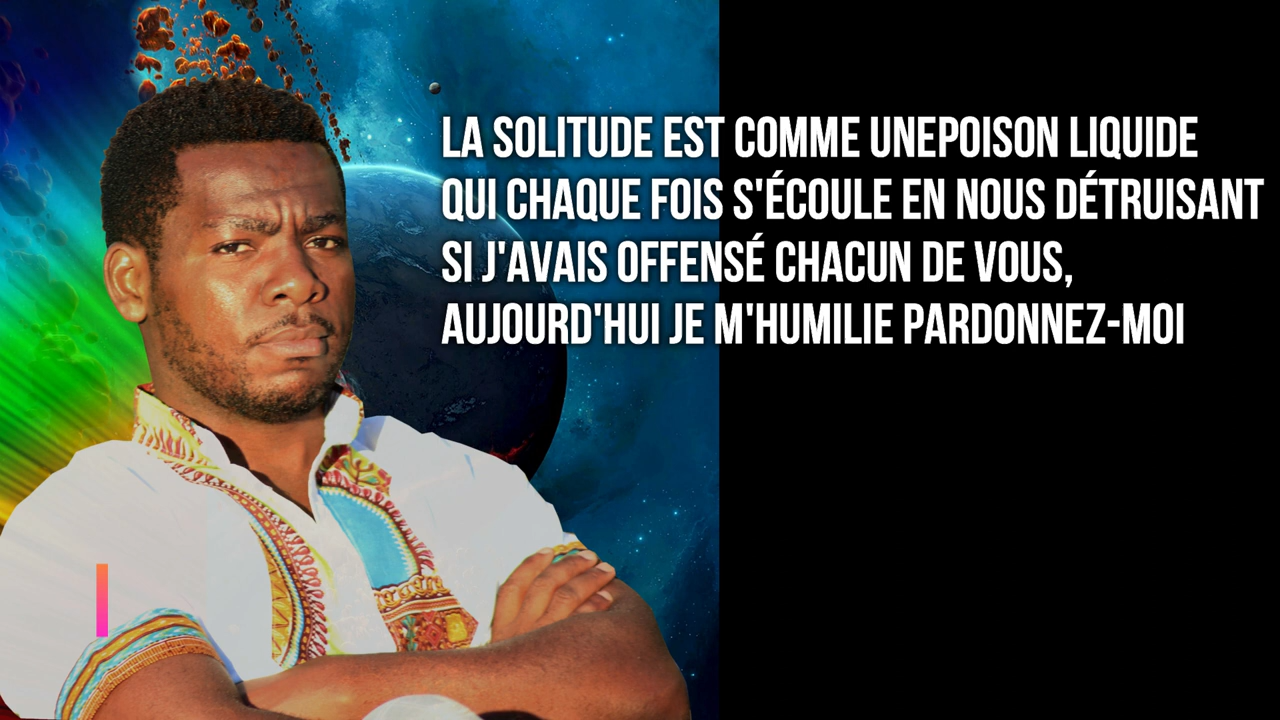 LA SOLITUDE EST COMME UNEPOISON LIQUIDE
QUI CHAQUE FOIS S'ÉCOULE EN NOUS DÉTRUISANT
SI J'AVAIS OFFENSÉ CHACUN DE VOUS,
AUJOURD'HUI JE M'HUMILIE PARDONNEZ-MOI